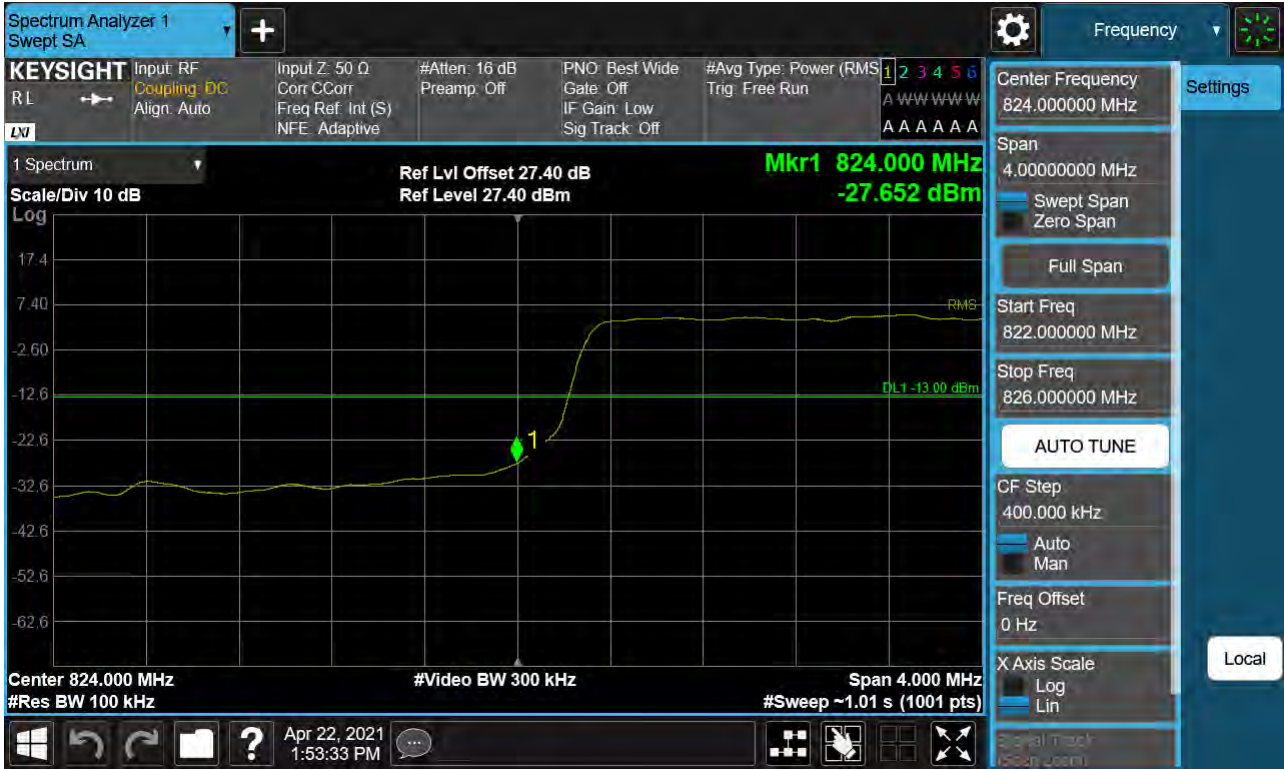 Spectrum Analyzer 1
Swept SA
Frequency
KEYSIGHT
RL
LXI
Input: RF
Coupling: DC
Align: Auto
Input Z: 50 Ω
Corr CCorr
Freq Ref: Int (S)
NFE: Adaptive
#Atten: 16 dB
Preamp: Off
PNO: Best Wide
Gate: Off
IF Gain: Low
Sig Track: Off
#Avg Type: Power (RMS
Trig: Free Run
1 2 3 4 5 6
A W W W W W
A A A A A A
1 Spectrum
Scale/Div 10 dB
Ref Lvl Offset 27.40 dB
Ref Level 27.40 dBm
Mkr1 824.000 MHz
-27.652 dBm
Log
17.4
7.40
-2.60
-12.6
-22.6
-32.6
-42.6
-52.6
-62.6
RMS
DL1 -13.00 dBm
1
Center 824.000 MHz
#Res BW 100 kHz
#Video BW 300 kHz
Span 4.000 MHz
#Sweep ~1.01 s (1001 pts)
Apr 22, 2021
1:53:33 PM
Center Frequency
824.000000 MHz
Span
4.00000000 MHz
Swept Span
Zero Span
Full Span
Start Freq
822.000000 MHz
Stop Freq
826.000000 MHz
AUTO TUNE
CF Step
400.000 kHz
Auto
Man
Freq Offset
0 Hz
X Axis Scale
Log
Lin
Signal Track
(Span Zoom)
Settings
Local